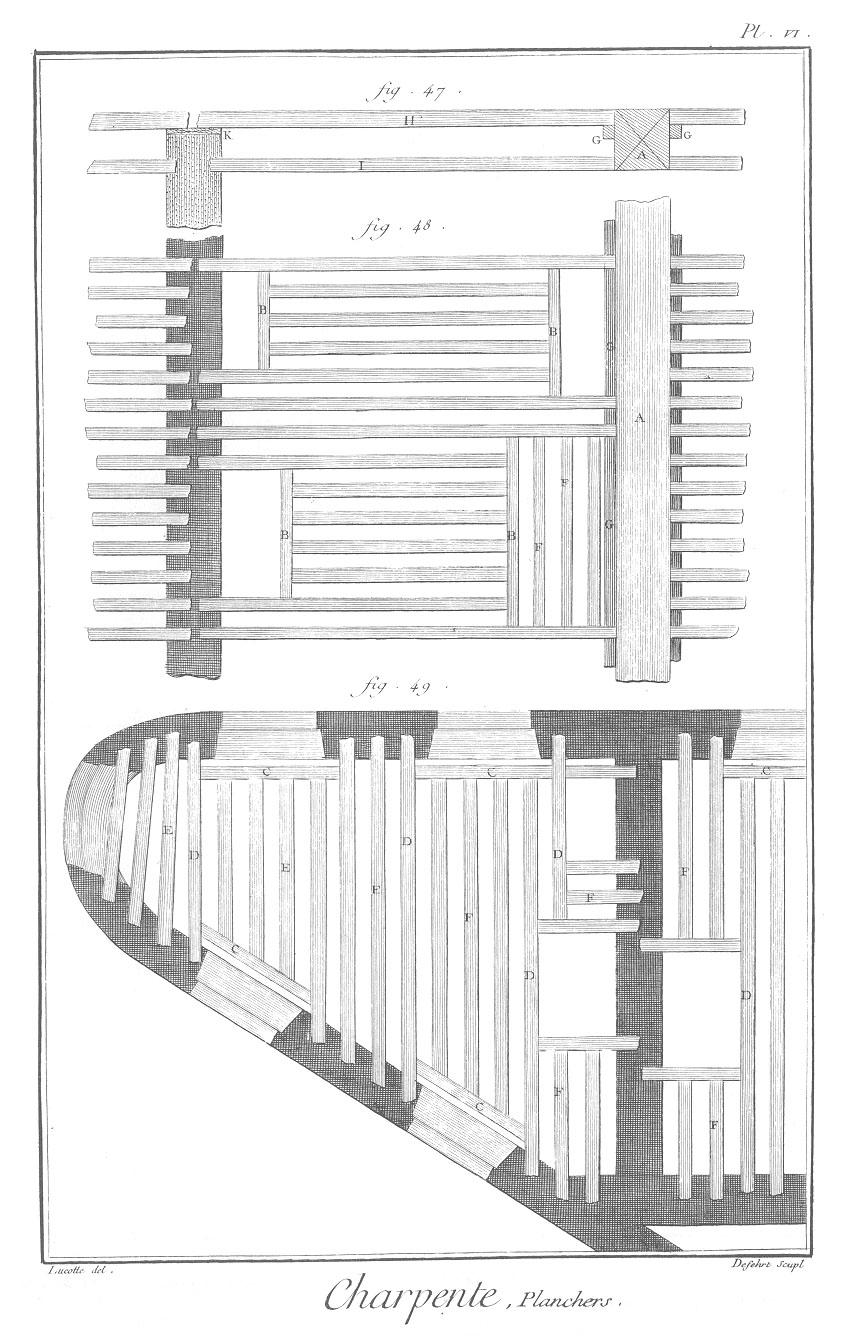 Pl. VI.
fig. 47.
H
K
G
G
A
I
fig. 48.
B
B
G
A
F
B
B
G
F
fig. 49.
C
C
C
E
D
D
D
E
F
E
F
F
C
D
D
F
C
F
Lucotte del.
Defehrt Sculp
Charpente, Planchers.